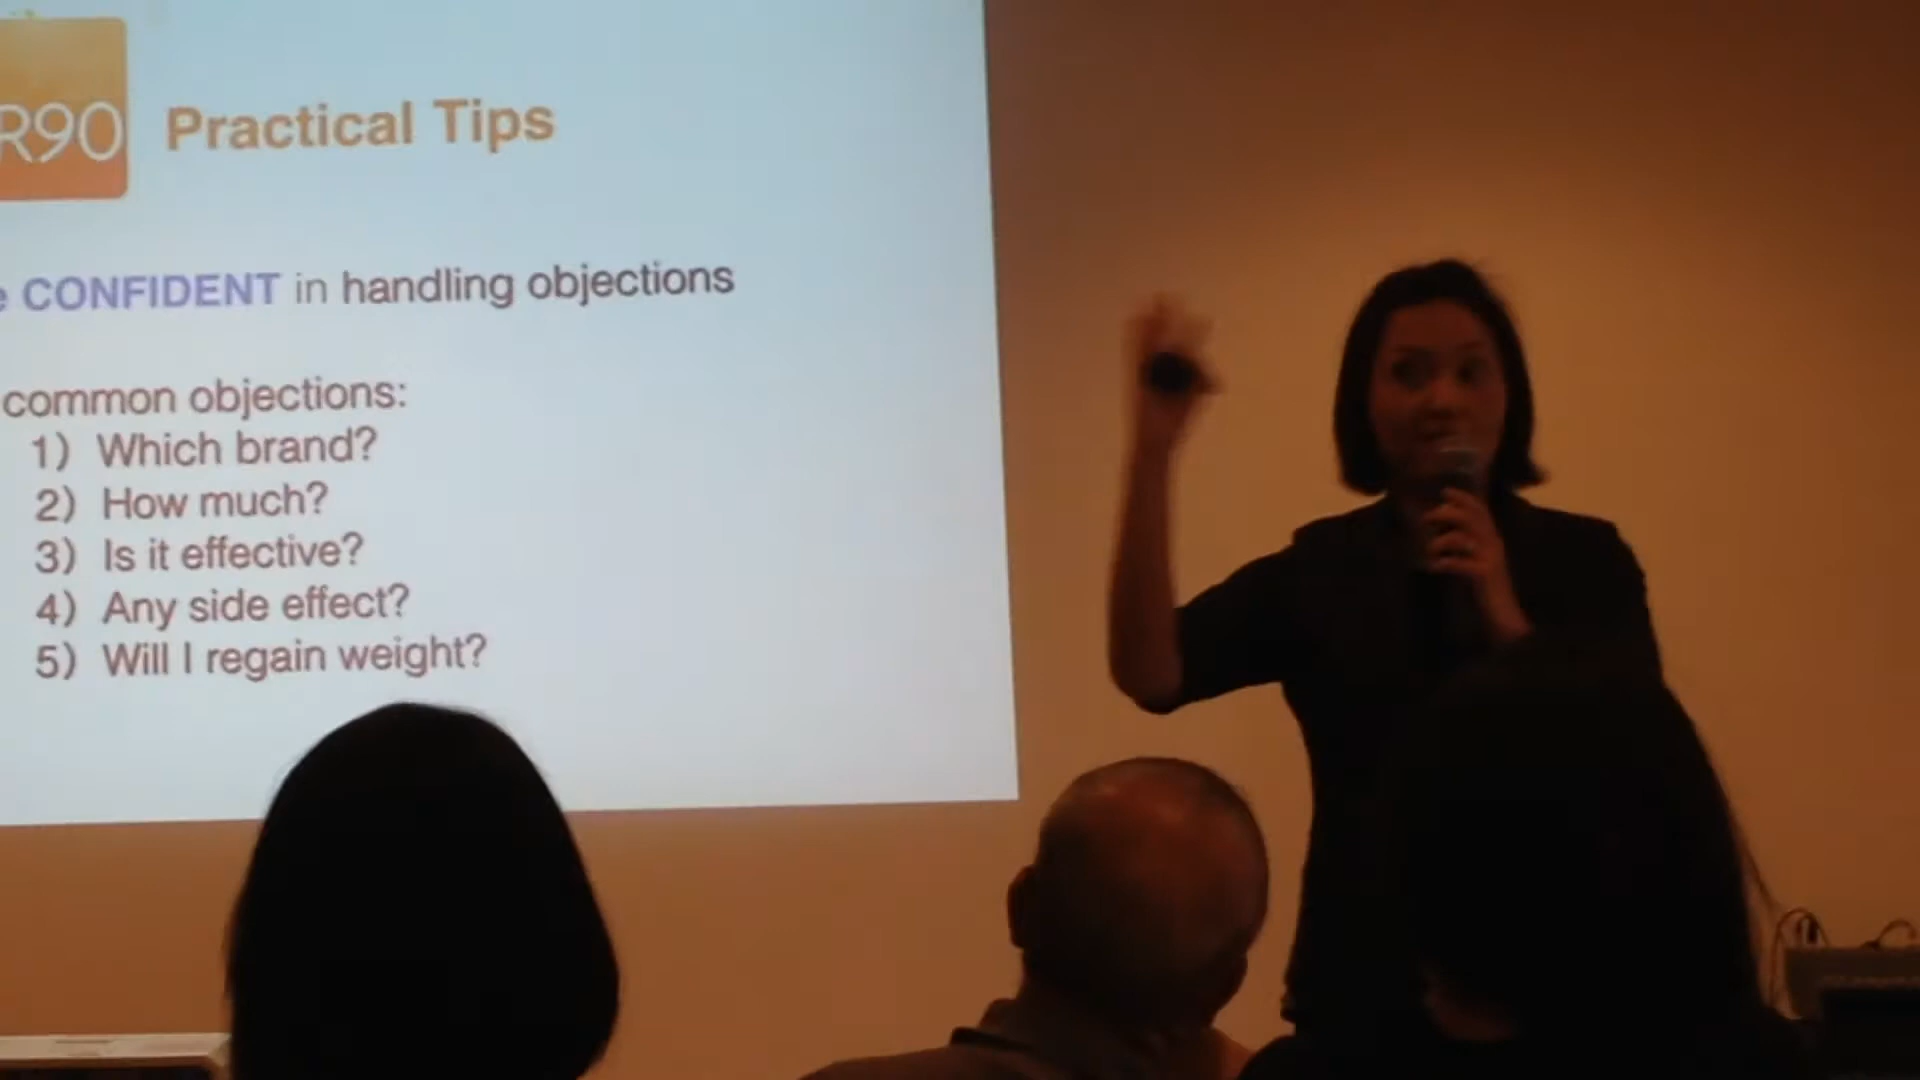 R90
Practical Tips
CONFIDENT in handling objections
common objections:
1) Which brand?
2) How much?
3) Is it effective?
4) Any side effect?
5) Will I regain weight?